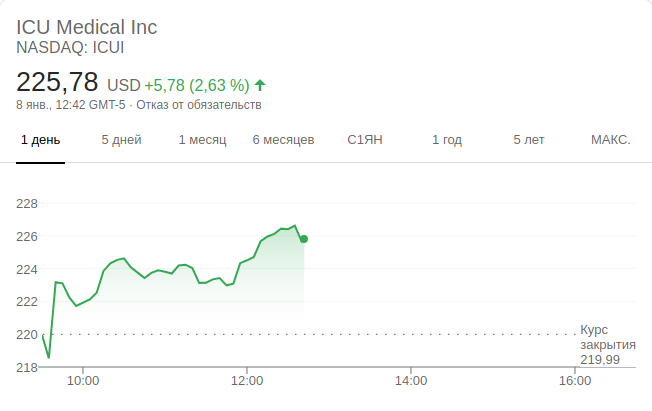 ICU Medical Inc
NASDAQ: ICUI
225,78 USD +5,78 (2,63 %)
8 янв., 12:42 GMT-5 · Отказ от обязательств
1 день 5 дней 1 месяц 6 месяцев С1ЯН 1 год 5 лет МАКС.
228
226
224
222
220
Курс
закрытия
219,99
218
10:00 12:00 14:00 16:00